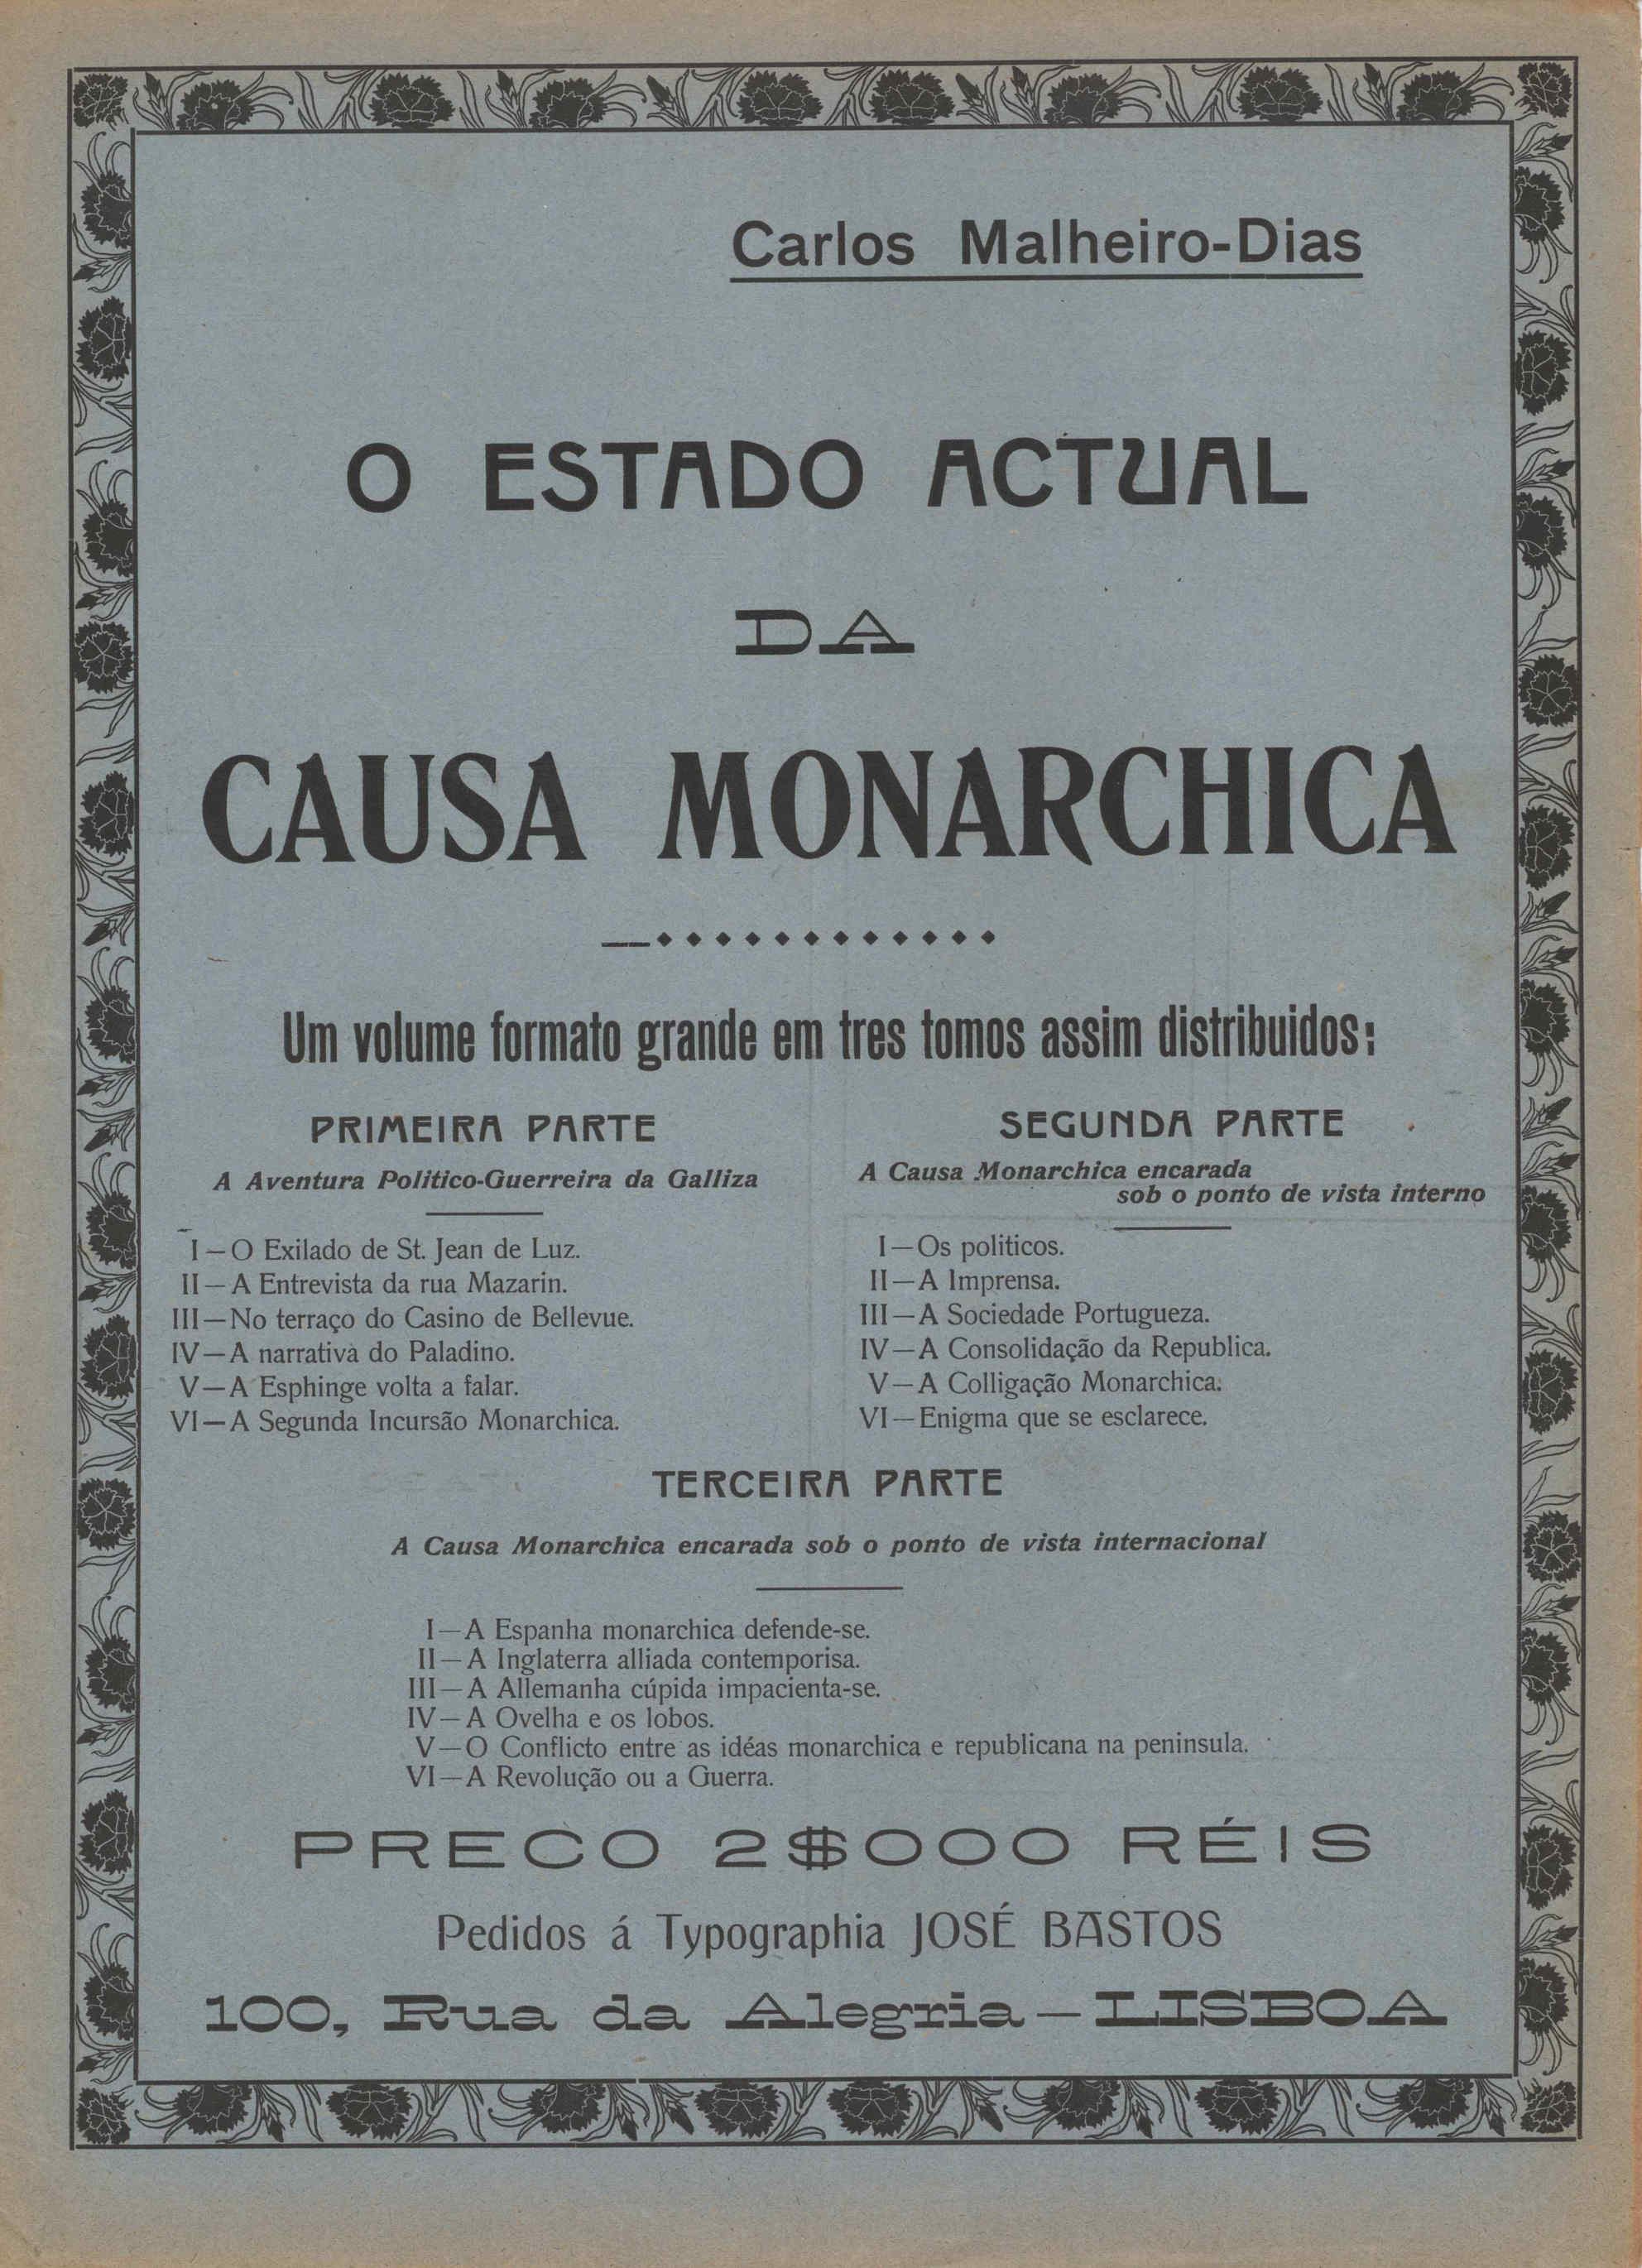 Carlos Malheiro-Dias
O ESTADO ACTUAL
DA
CAUSA MONARCHICA
Um volume formato grande em tres tomos assim distribuidos:
PRIMEIRA PARTE
A Aventura Politico-Guerreira da Galliza
I—O Exilado de St. Jean de Luz.
II—A Entrevista da rua Mazarin.
III—No terraço do Casino de Bellevue.
IV—A narrativa do Paladino.
V—A Esphinge volta a falar.
VI—A Segunda Incursão Monarchica.
SEGUNDA PARTE
A Causa Monarchica encarada
sob o ponto de vista interno
I—Os politicos.
II—A Imprensa.
III—A Sociedade Portugueza.
IV—A Consolidação da Republica.
V—A Colligação Monarchica.
VI—Enigma que se esclarece.
TERCEIRA PARTE
A Causa Monarchica encarada sob o ponto de vista internacional
I—A Espanha monarchica defende-se.
II—A Inglaterra alliada contemporisa.
III—A Allemanha cúpida impacienta-se.
IV—A Ovelha e os lobos.
V—O Conflicto entre as idéas monarchica e republicana na peninsula.
VI—A Revolução ou a Guerra.
PRECO 2$000 RÉIS
Pedidos á Typographia JOSÉ BASTOS
100, Rua da Alegria—LISBOA